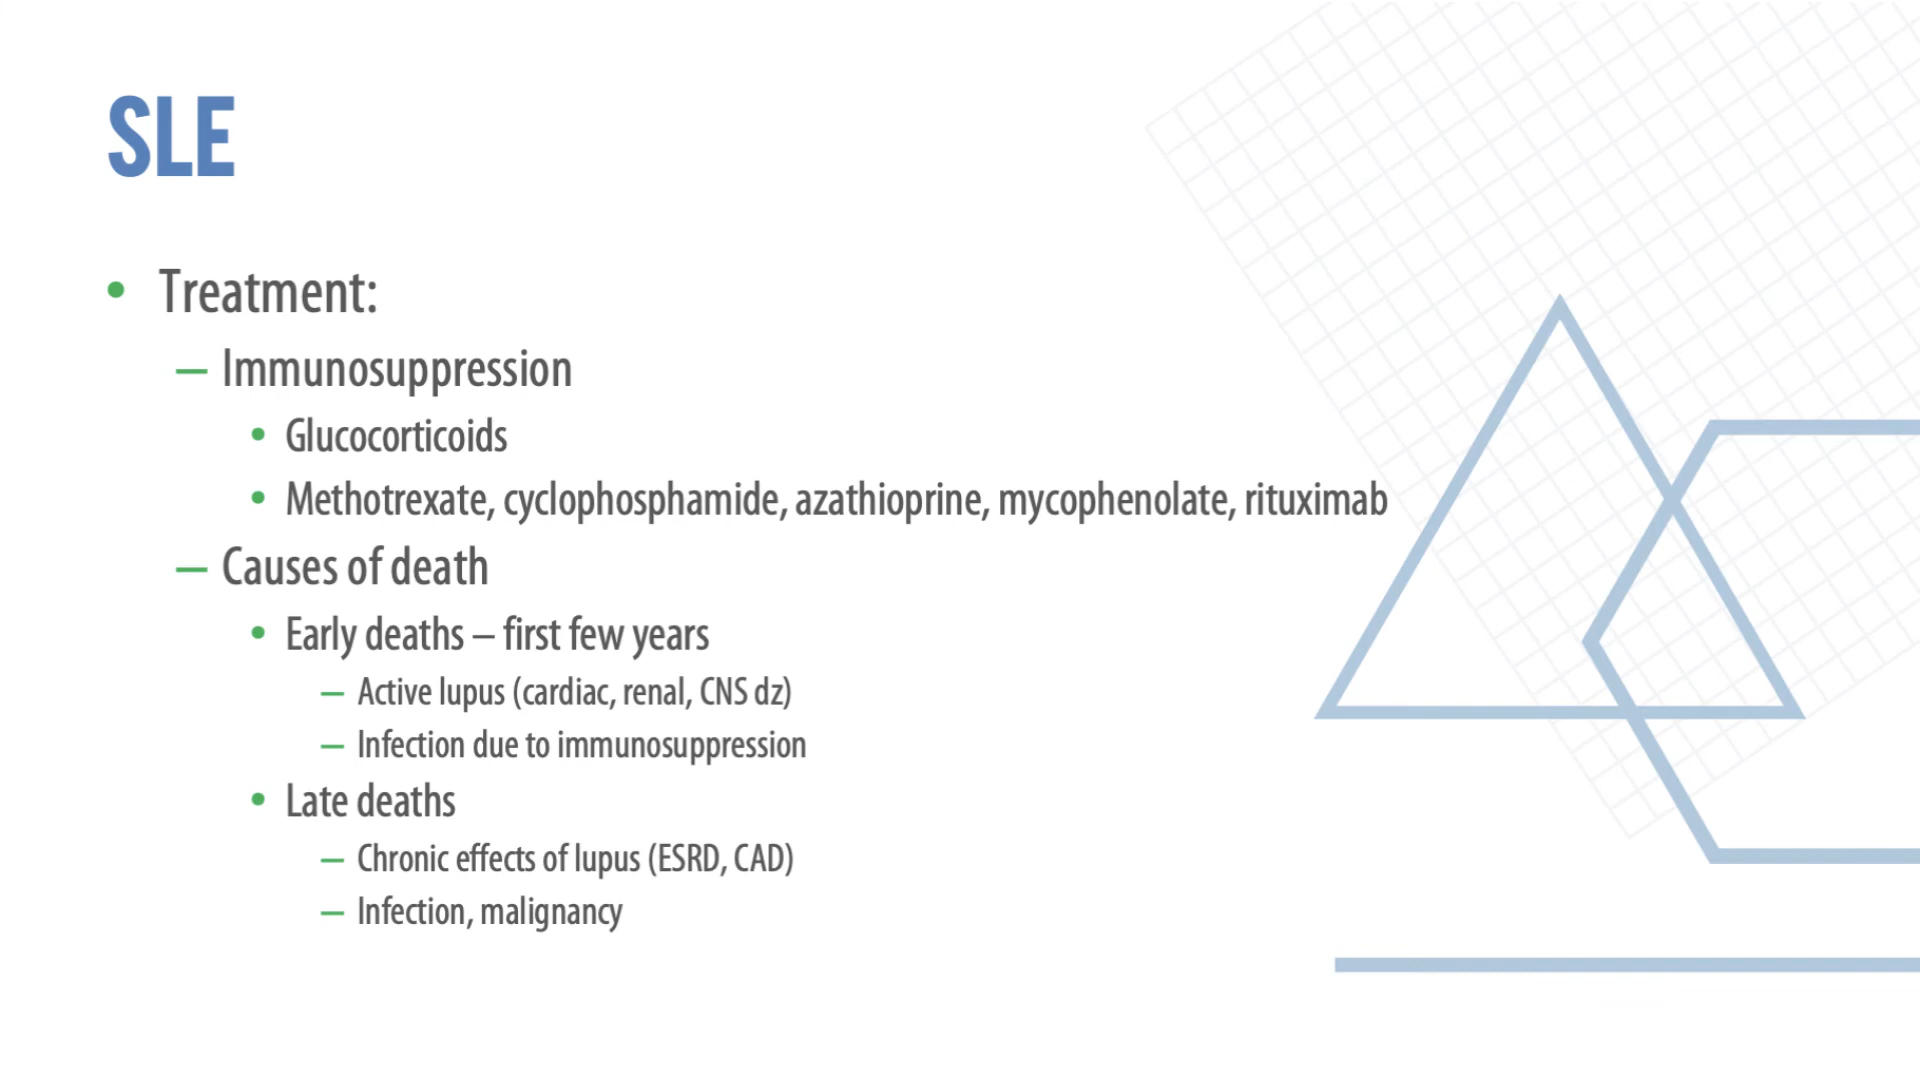 SLE
• Treatment:
– Immunosuppression
• Glucocorticoids
• Methotrexate, cyclophosphamide, azathioprine, mycophenolate, rituximab
– Causes of death
• Early deaths – first few years
– Active lupus (cardiac, renal, CNS dz)
– Infection due to immunosuppression
• Late deaths
– Chronic effects of lupus (ESRD, CAD)
– Infection, malignancy